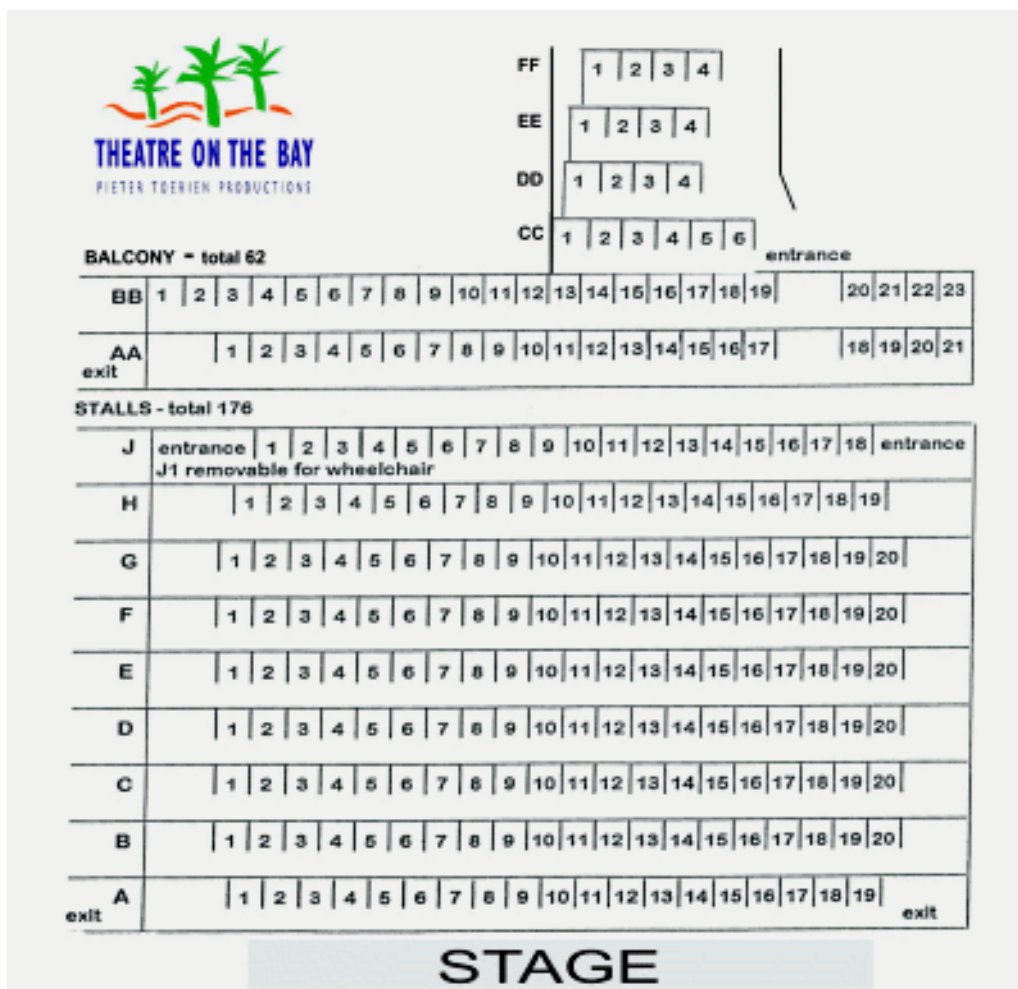 THEATRE ON THE BAY
PIETER TOERIEN PRODUCTIONS
FF 1 2 3 4
EE 1 2 3 4
DD 1 2 3 4
CC 1 2 3 4 5 6
entrance
BALCONY - total 62
BB 1 2 3 4 5 6 7 8 9 10 11 12 13 14 15 16 17 18 19 20 21 22 23
AA 1 2 3 4 5 6 7 8 9 10 11 12 13 14 15 16 17 18 19 20 21
exit
STALLS - total 176
J entrance 1 2 3 4 5 6 7 8 9 10 11 12 13 14 15 16 17 18 entrance
J1 removable for wheelchair
H 1 2 3 4 5 6 7 8 9 10 11 12 13 14 15 16 17 18 19
G 1 2 3 4 5 6 7 8 9 10 11 12 13 14 15 16 17 18 19 20
F 1 2 3 4 5 6 7 8 9 10 11 12 13 14 15 16 17 18 19 20
E 1 2 3 4 5 6 7 8 9 10 11 12 13 14 15 16 17 18 19 20
D 1 2 3 4 5 6 7 8 9 10 11 12 13 14 15 16 17 18 19 20
C 1 2 3 4 5 6 7 8 9 10 11 12 13 14 15 16 17 18 19 20
B 1 2 3 4 5 6 7 8 9 10 11 12 13 14 15 16 17 18 19 20
A 1 2 3 4 5 6 7 8 9 10 11 12 13 14 15 16 17 18 19
exit exit
STAGE